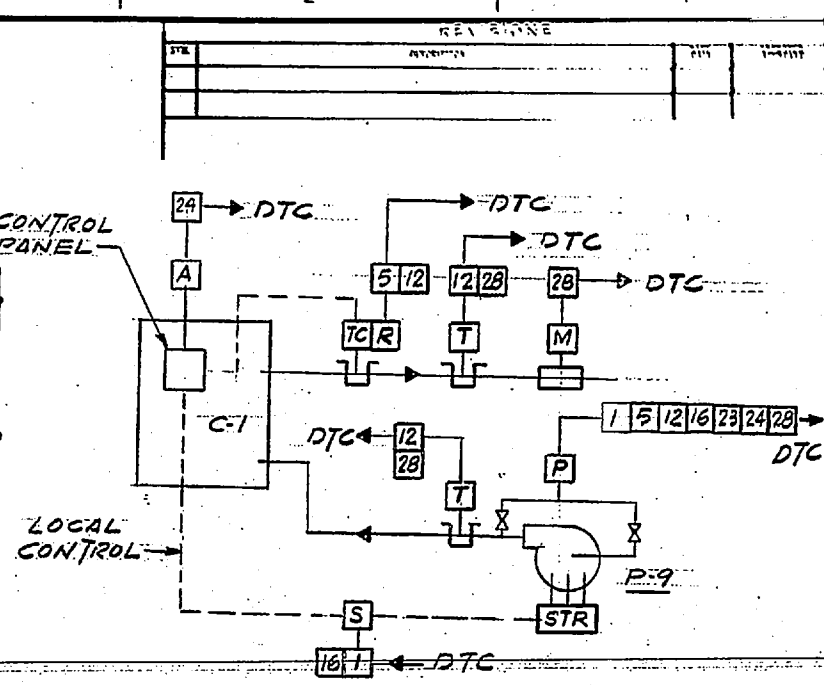 24 DTC
DTC
DTC
CONTROL
PANEL
A
5 12
12 28
28 DTC
TC R
T
M
C-1
1 5 12 16 23 24 28
DTC
DTC 12
28
P
T
LOCAL
CONTROL
P-9
S
STR
16 1 DTC